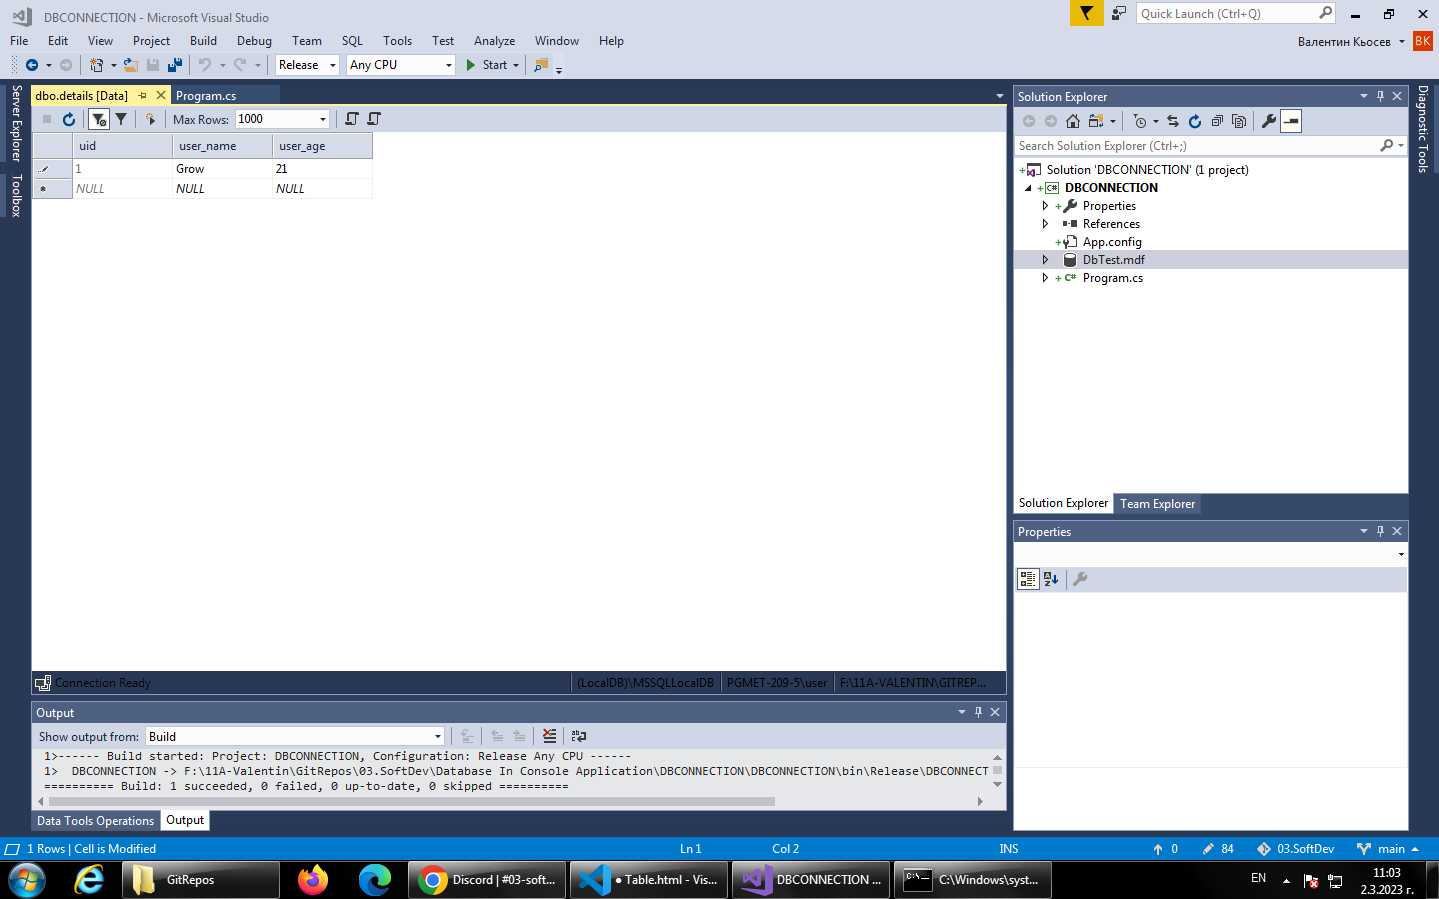 DBCONNECTION - Microsoft Visual Studio
Quick Launch (Ctrl+Q)
File Edit View Project Build Debug Team SQL Tools Test Analyze Window Help
Валентин Кьосев BK
Release Any CPU Start
Server Explorer
Toolbox
dbo.details [Data] Program.cs
Max Rows: 1000
uid user_name user_age
1 Grow 21
NULL NULL NULL
Connection Ready
(LocalDB)\MSSQLLocalDB PGMET-209-5\user F:\11A-VALENTIN\GITREP...
Output
Show output from: Build
1>------ Build started: Project: DBCONNECTION, Configuration: Release Any CPU ------
1>  DBCONNECTION -> F:\11A-Valentin\GitRepos\03.SoftDev\Database In Console Application\DBCONNECTION\DBCONNECTION\bin\Release\DBCONNECT
========== Build: 1 succeeded, 0 failed, 0 up-to-date, 0 skipped ==========
Data Tools Operations Output
Solution Explorer
Search Solution Explorer (Ctrl+;)
Solution 'DBCONNECTION' (1 project)
C# DBCONNECTION
Properties
References
App.config
DbTest.mdf
C# Program.cs
Solution Explorer Team Explorer
Properties
Diagnostic Tools
1 Rows | Cell is Modified
Ln 1 Col 2 INS
0 84 03.SoftDev main
GitRepos
Discord | #03-soft...
• Table.html - Vis...
DBCONNECTION ...
C:\Windows\syst...
EN
11:03
2.3.2023 г.